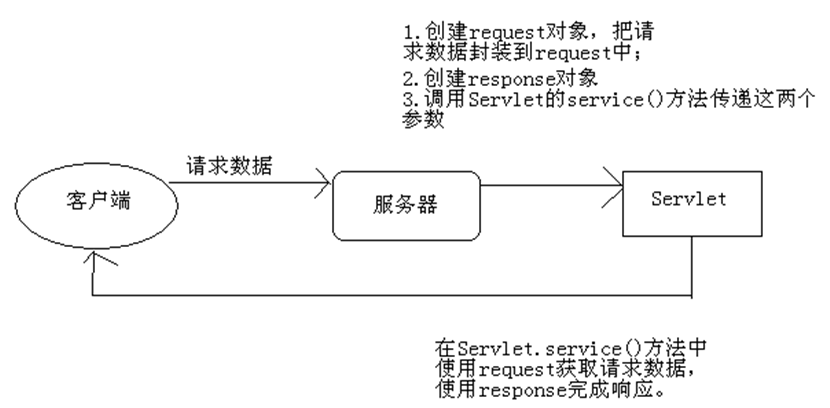 1.创建request对象，把请
求数据封装到request中；
2.创建response对象
3.调用Servlet的service()方法传递这两个
参数
请求数据
客户端
服务器
Servlet
在Servlet.service()方法中
使用request获取请求数据，
使用response完成响应。